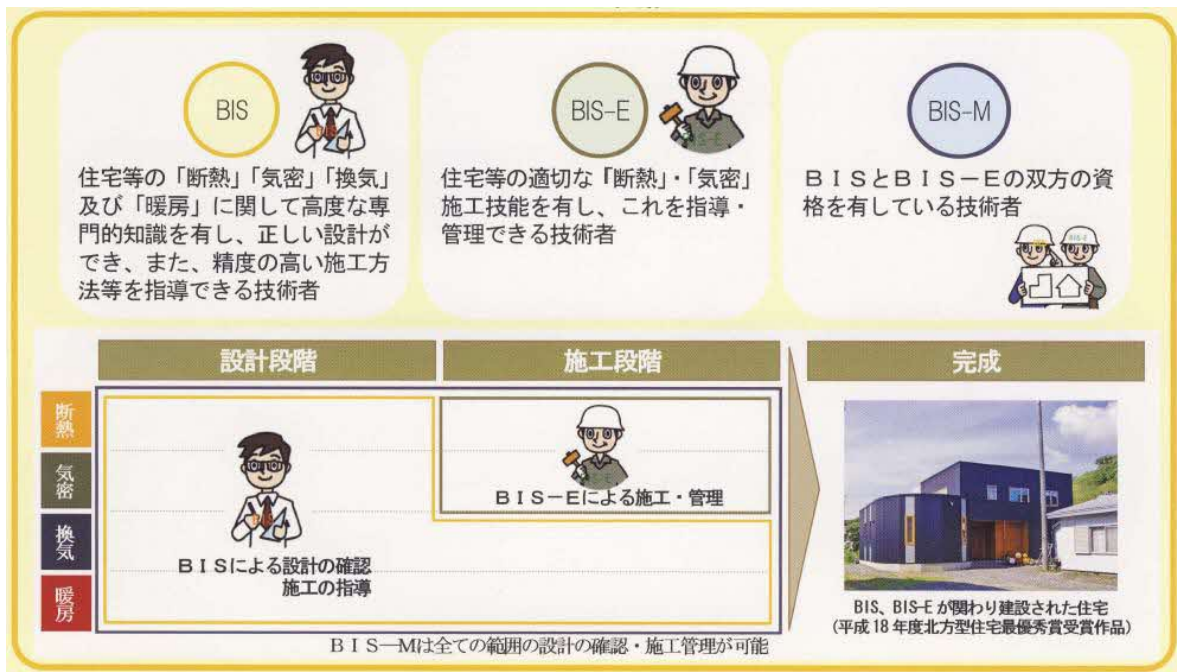 BIS
住宅等の「断熱」「気密」「換気」
及び「暖房」に関して高度な専
門的知識を有し、正しい設計が
でき、また、精度の高い施工方
法等を指導できる技術者
BIS-E
BIS-E
住宅等の適切な『断熱」・「気密」
施工技能を有し、これを指導・
管理できる技術者
BIS-M
ＢＩＳとＢＩＳ－Ｅの双方の資
格を有している技術者
BIS-E
設計段階
施工段階
完成
断熱
気密
換気
暖房
ＢＩＳによる設計の確認
施工の指導
ＢＩＳ－Ｅによる施工・管理
BIS、BIS-E が関わり建設された住宅
(平成 18 年度北方型住宅最優秀賞受賞作品)
ＢＩＳ―Ｍは全ての範囲の設計の確認・施工管理が可能